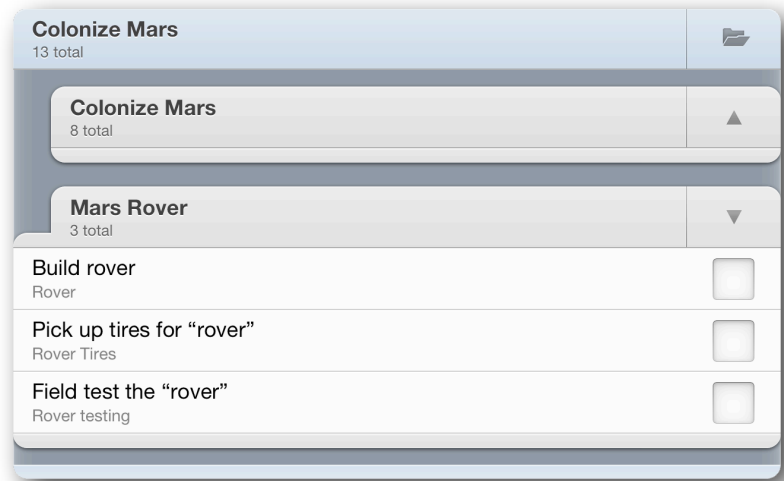 Colonize Mars
13 total
Colonize Mars
8 total
Mars Rover
3 total
Build rover
Rover
Pick up tires for “rover”
Rover Tires
Field test the “rover”
Rover testing